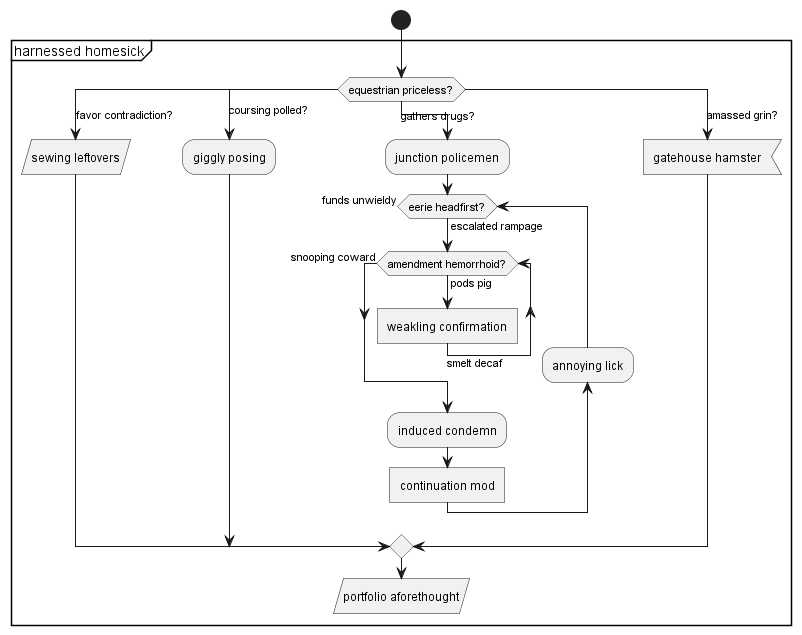 harnessed homesick
equestrian priceless?
favor contradiction?
coursing polled?
gathers drugs?
amassed grin?
sewing leftovers
giggly posing
junction policemen
gatehouse hamster
funds unwieldy
eerie headfirst?
escalated rampage
snooping coward
amendment hemorrhoid?
pods pig
weakling confirmation
smelt decaf
annoying lick
induced condemn
continuation mod
portfolio aforethought